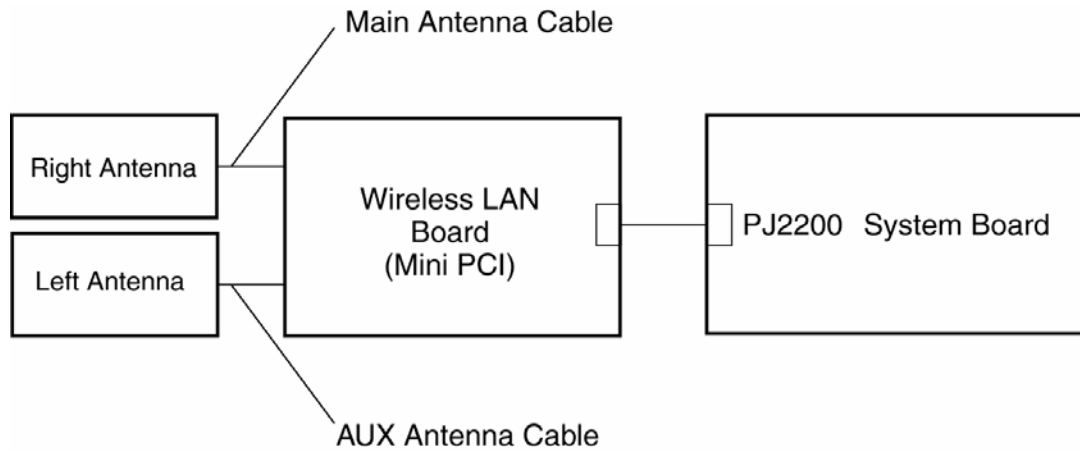 Main Antenna Cable
Right Antenna
Left Antenna
AUX Antenna Cable
Wireless LAN
Board
(Mini PCI)
PJ2200 System Board